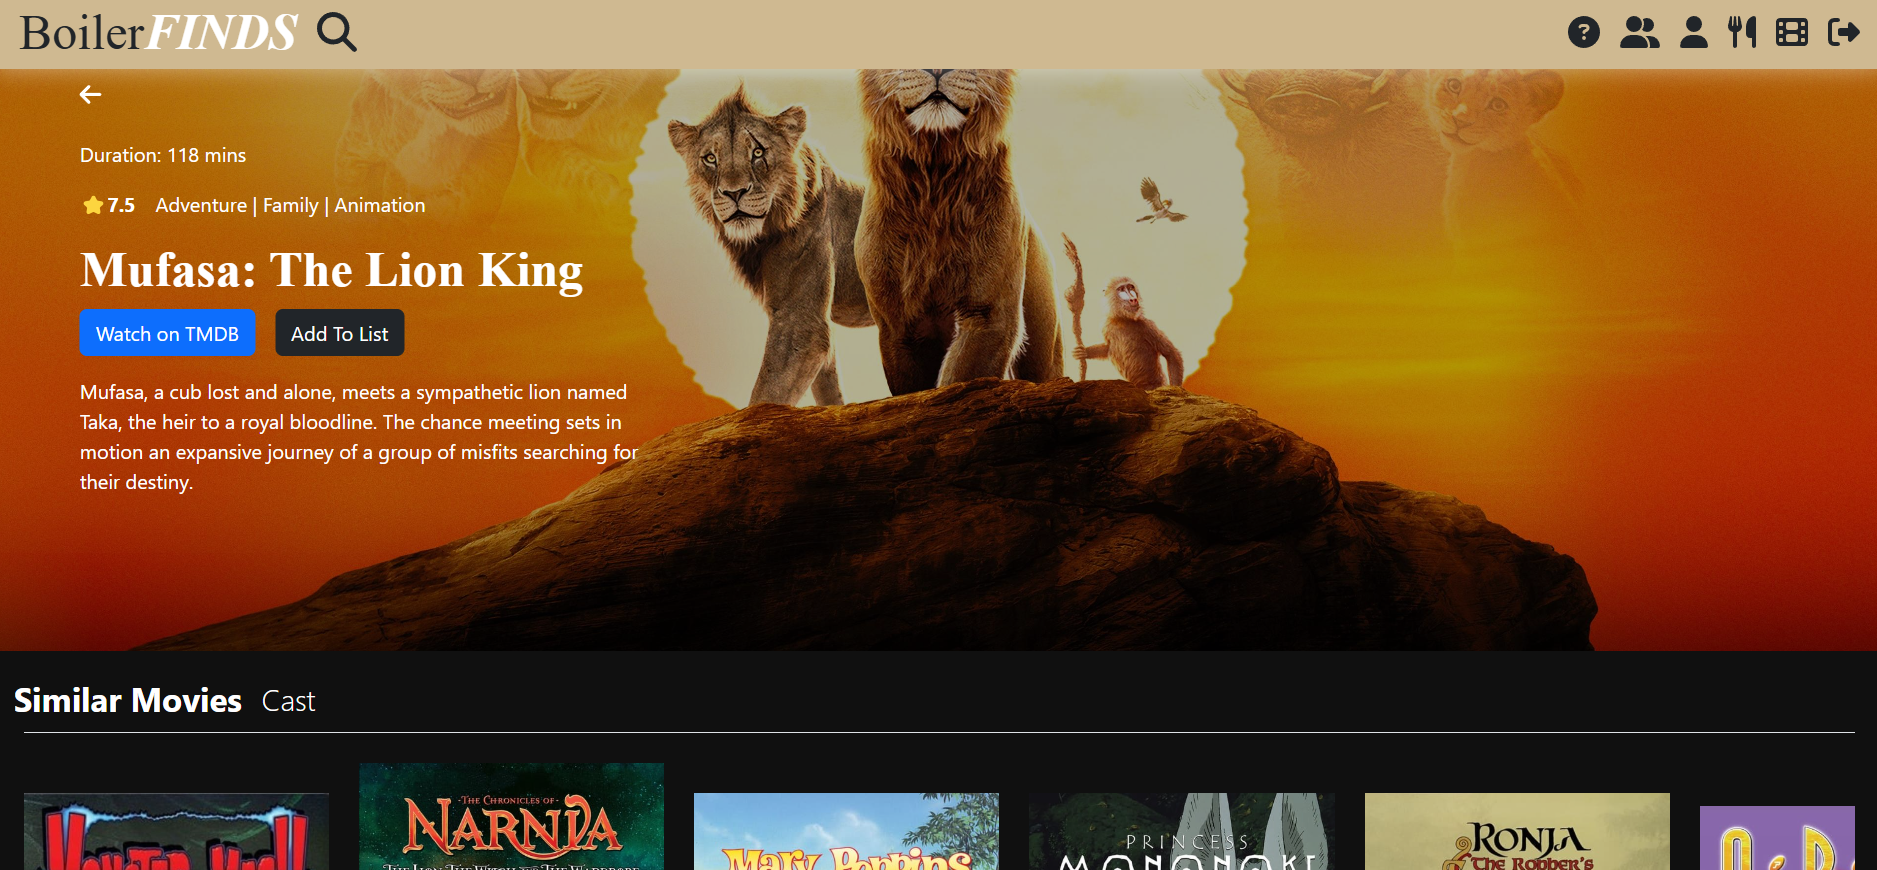 BoilerFINDS
Duration: 118 mins
7.5 Adventure | Family | Animation
Mufasa: The Lion King
Watch on TMDB Add To List
Mufasa, a cub lost and alone, meets a sympathetic lion named
Taka, the heir to a royal bloodline. The chance meeting sets in
motion an expansive journey of a group of misfits searching for
their destiny.
Similar Movies Cast
THE CHRONICLES OF
NARNIA
THE LION, THE WITCH AND THE WARDROBE
Mary Poppins
PRINCESS
MONONOKE
RONJA
THE ROBBER'S